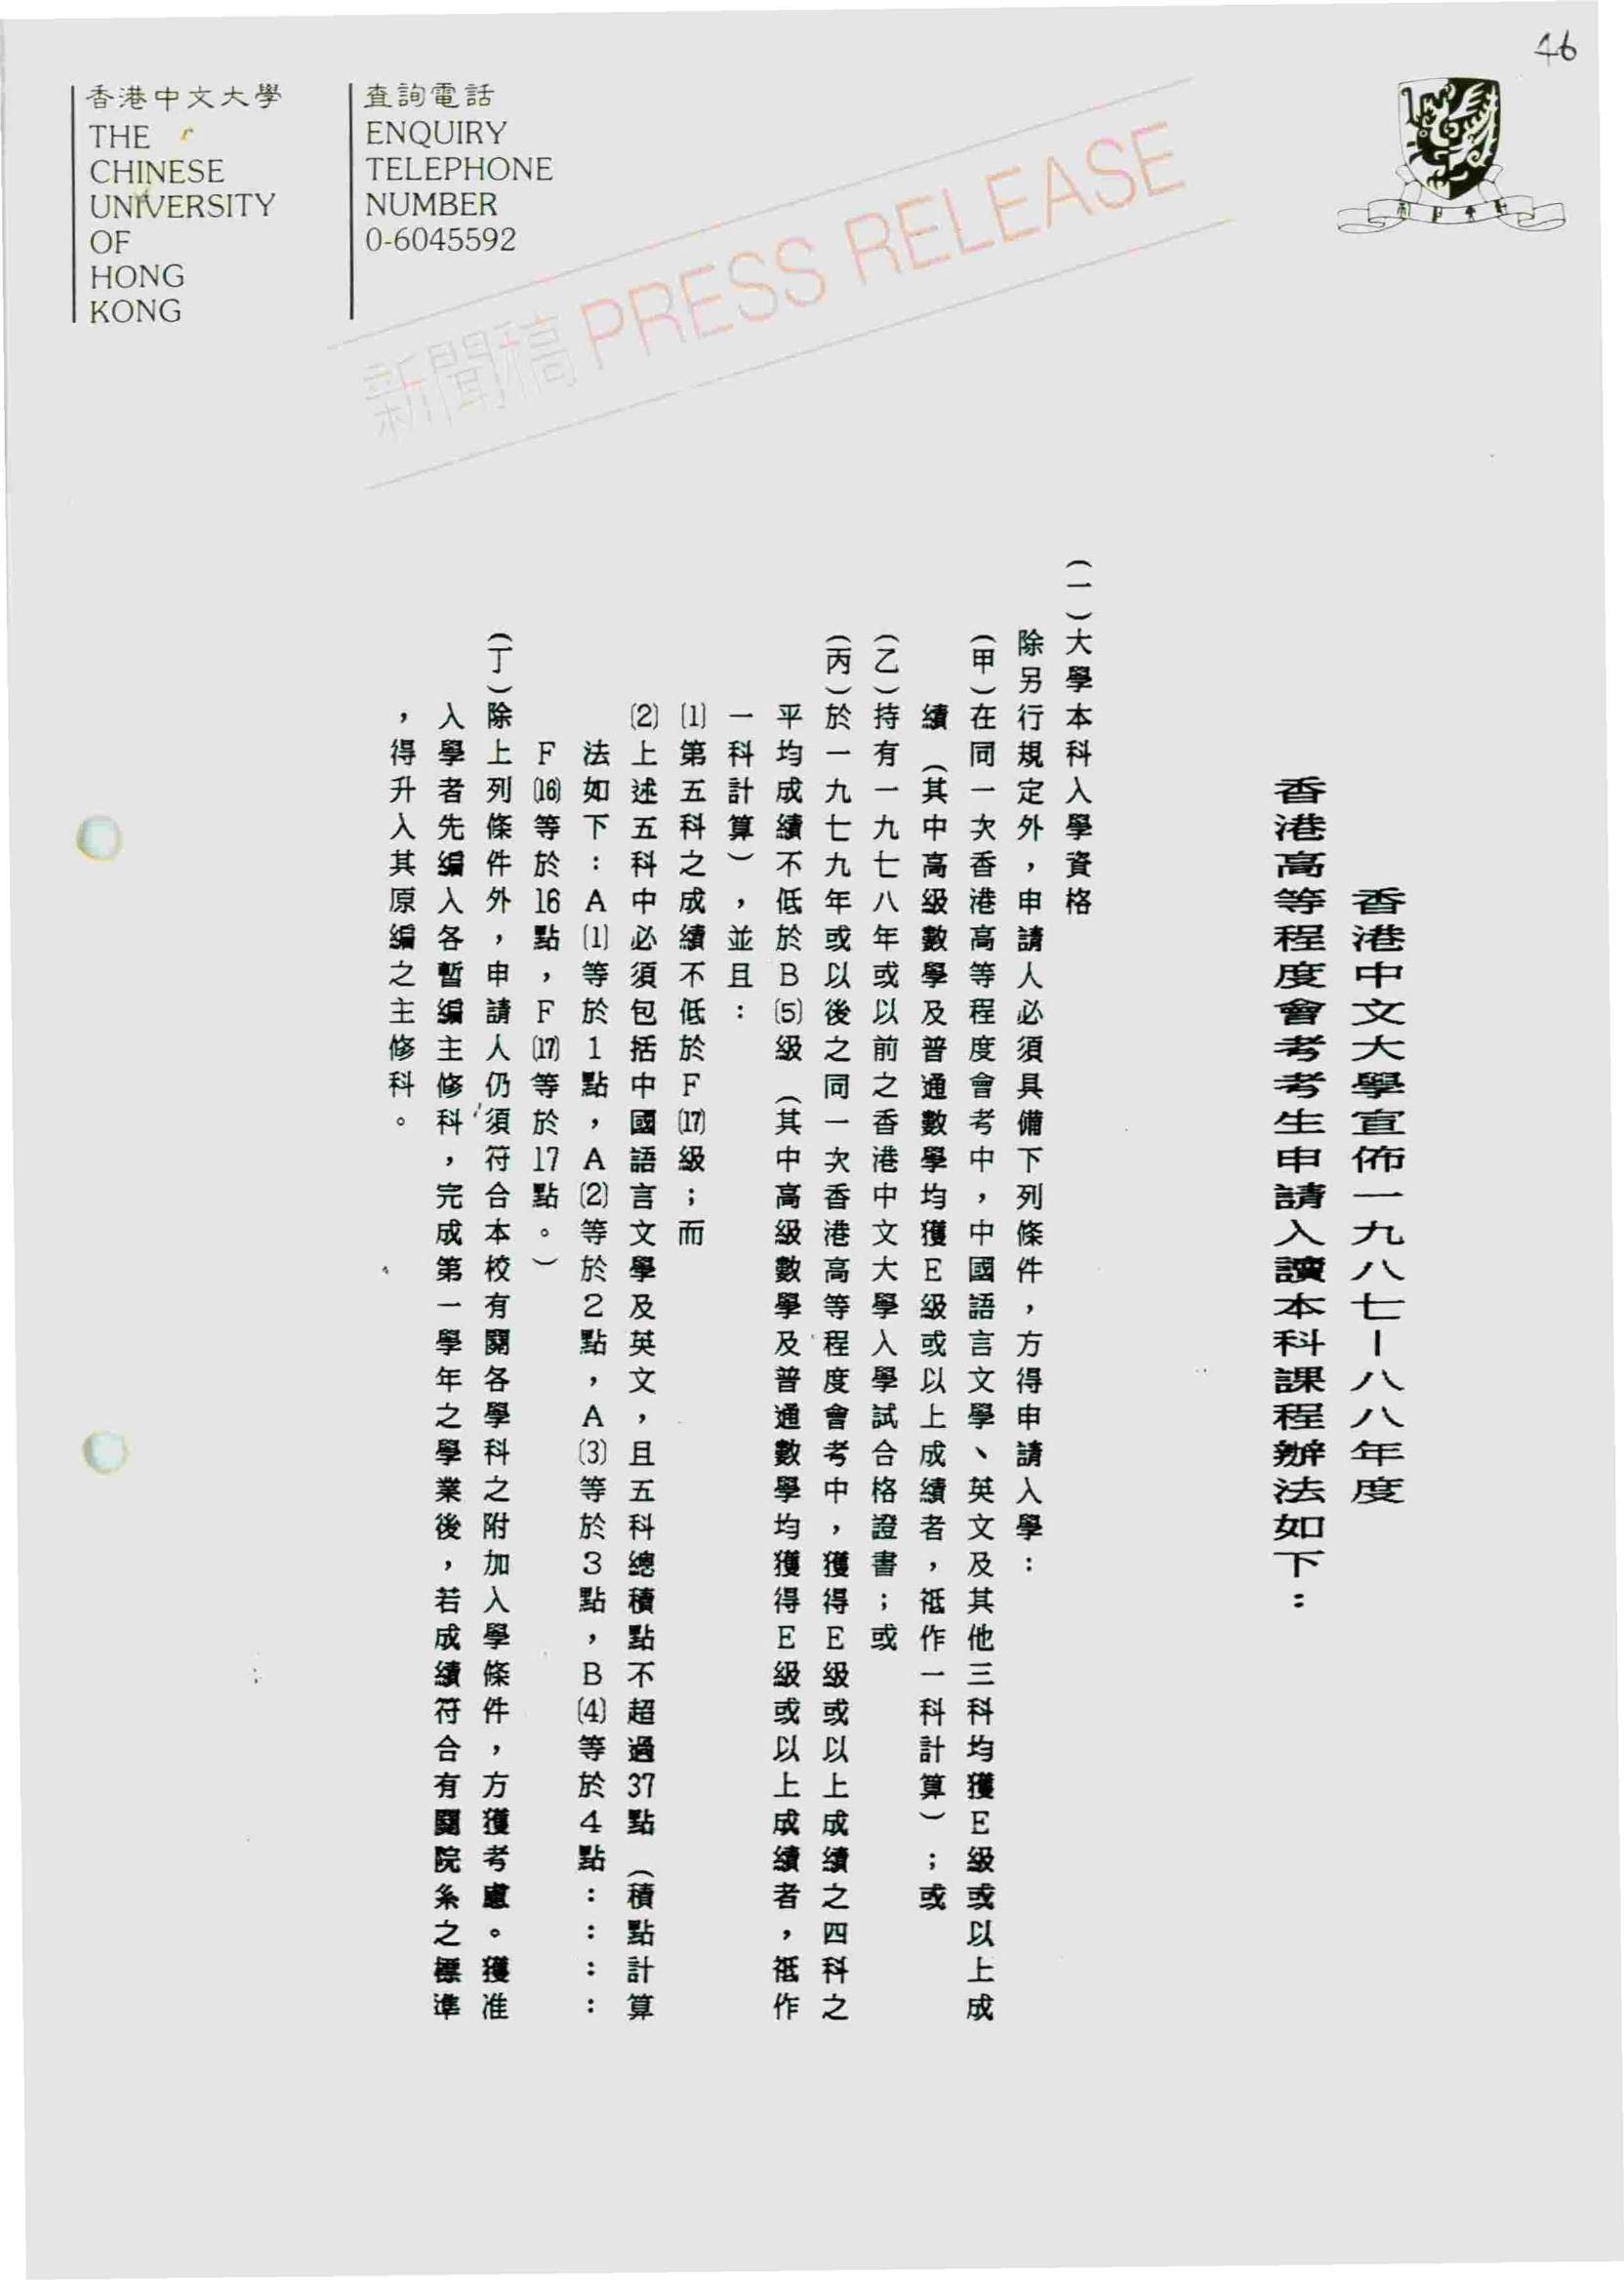 46
香港中文大學
THE
CHINESE
UNIVERSITY
OF
HONG
KONG
查詢電話
ENQUIRY
TELEPHONE
NUMBER
0-6045592
新聞稿 PRESS RELEASE
香港中文大學宣佈一九八七－八八年度
香港高等程度會考考生申請入讀本科課程辦法如下：
（一）大學本科入學資格
除另行規定外，申請人必須具備下列條件，方得申請入學：
（甲）在同一次香港高等程度會考中，中國語言文學、英文及其他三科均獲E級或以上成
績（其中高級數學及普通數學均獲E級或以上成績者，祗作一科計算）；或
（乙）持有一九七八年或以前之香港中文大學入學試合格證書；或
（丙）於一九七九年或以後之同一次香港高等程度會考中，獲得E級或以上成績之四科之
平均成績不低於B(5)級（其中高級數學及普通數學均獲得E級或以上成績者，祗作
一科計算），並且：
(1)第五科之成績不低於F(17)級；而
(2)上述五科中必須包括中國語言文學及英文，且五科總積點不超過37點（積點計算
法如下：A(1)等於1點，A(2)等於2點，A(3)等於3點，B(4)等於4點：：：：
F(16)等於16點，F(17)等於17點。）
（丁）除上列條件外，申請人仍須符合本校有關各學科之附加入學條件，方獲考慮。獲准
入學者先編入各暫編主修科，完成第一學年之學業後，若成績符合有關院系之標準
，得升入其原編之主修科。